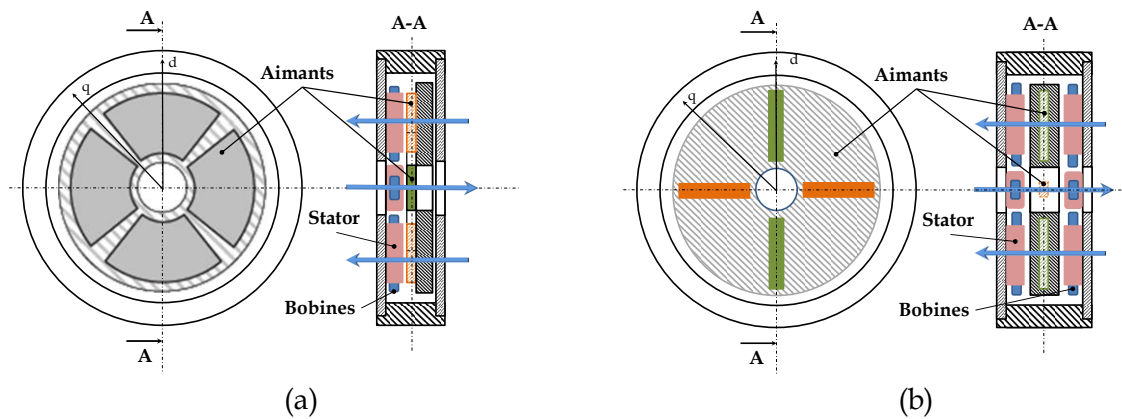 A
A-A
d
q
Aimants
Stator
Bobines
A
(a)
A
A-A
d
q
Aimants
Stator
Bobines
A
(b)